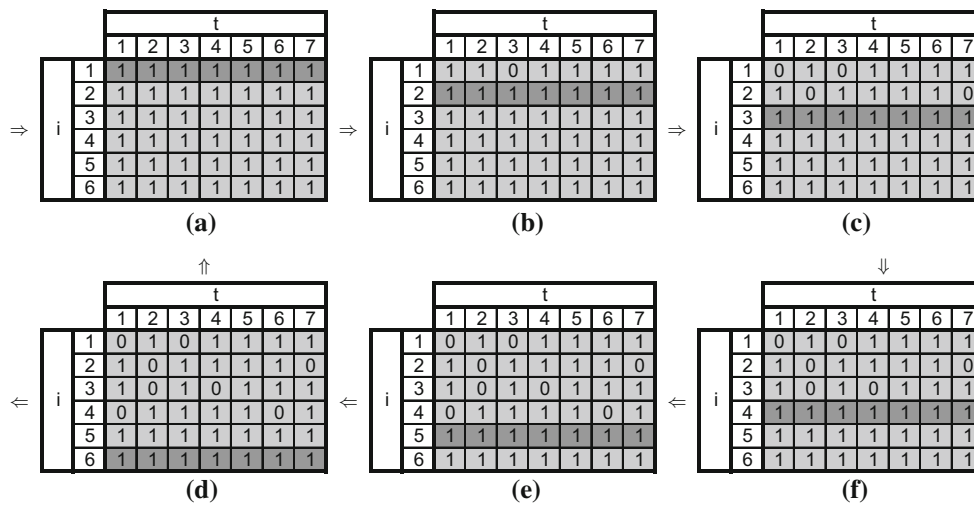 t
1 2 3 4 5 6 7
1 1 1 1 1 1 1 1
2 1 1 1 1 1 1 1
3 1 1 1 1 1 1 1
⇒ i
4 1 1 1 1 1 1 1
5 1 1 1 1 1 1 1
6 1 1 1 1 1 1 1
(a)
t
1 2 3 4 5 6 7
1 1 1 0 1 1 1 1
2 1 1 1 1 1 1 1
3 1 1 1 1 1 1 1
⇒ i
4 1 1 1 1 1 1 1
5 1 1 1 1 1 1 1
6 1 1 1 1 1 1 1
(b)
t
1 2 3 4 5 6 7
1 0 1 0 1 1 1 1
2 1 0 1 1 1 1 0
3 1 1 1 1 1 1 1
⇒ i
4 1 1 1 1 1 1 1
5 1 1 1 1 1 1 1
6 1 1 1 1 1 1 1
(c)
⇑
t
1 2 3 4 5 6 7
1 0 1 0 1 1 1 1
2 1 0 1 1 1 1 0
3 1 0 1 0 1 1 1
⇐ i
4 0 1 1 1 1 0 1
5 1 1 1 1 1 1 1
6 1 1 1 1 1 1 1
(d)
t
1 2 3 4 5 6 7
1 0 1 0 1 1 1 1
2 1 0 1 1 1 1 0
3 1 0 1 0 1 1 1
⇐ i
4 0 1 1 1 1 0 1
5 1 1 1 1 1 1 1
6 1 1 1 1 1 1 1
(e)
⇓
t
1 2 3 4 5 6 7
1 0 1 0 1 1 1 1
2 1 0 1 1 1 1 0
3 1 0 1 0 1 1 1
⇐ i
4 1 1 1 1 1 1 1
5 1 1 1 1 1 1 1
6 1 1 1 1 1 1 1
(f)